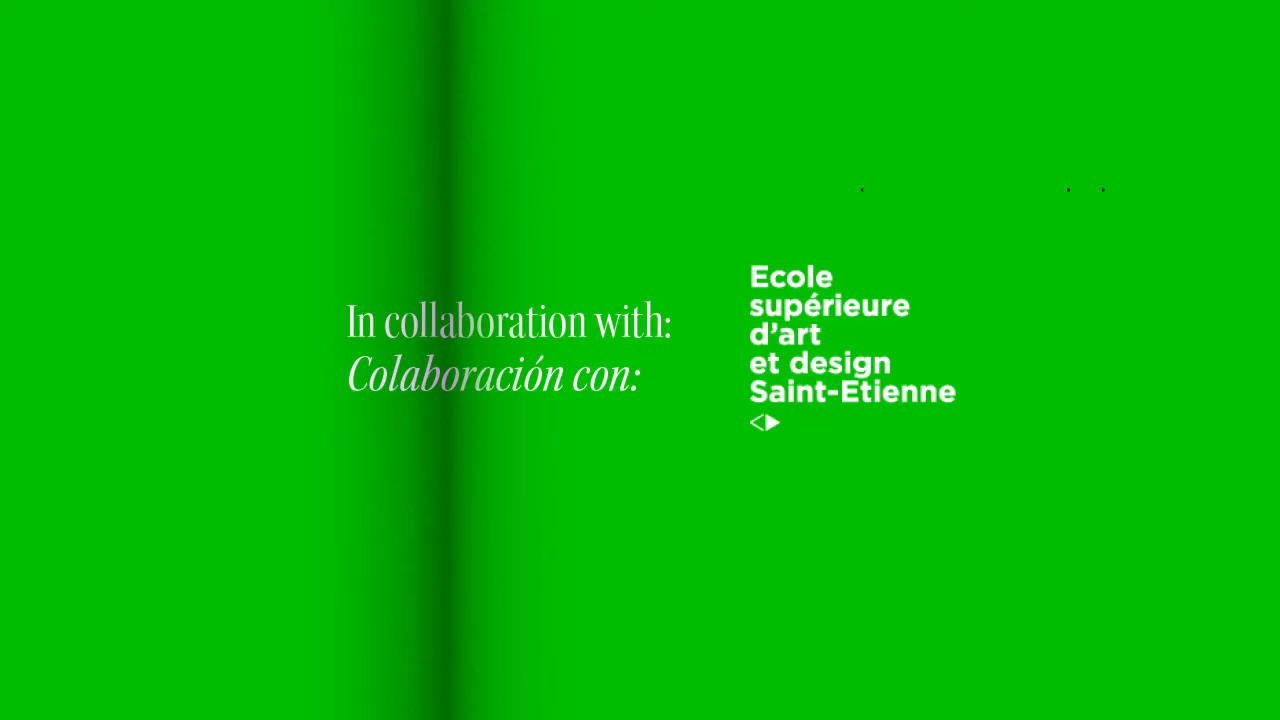 In collaboration with:
Colaboración con:
Ecole
supérieure
d’art
et design
Saint-Etienne